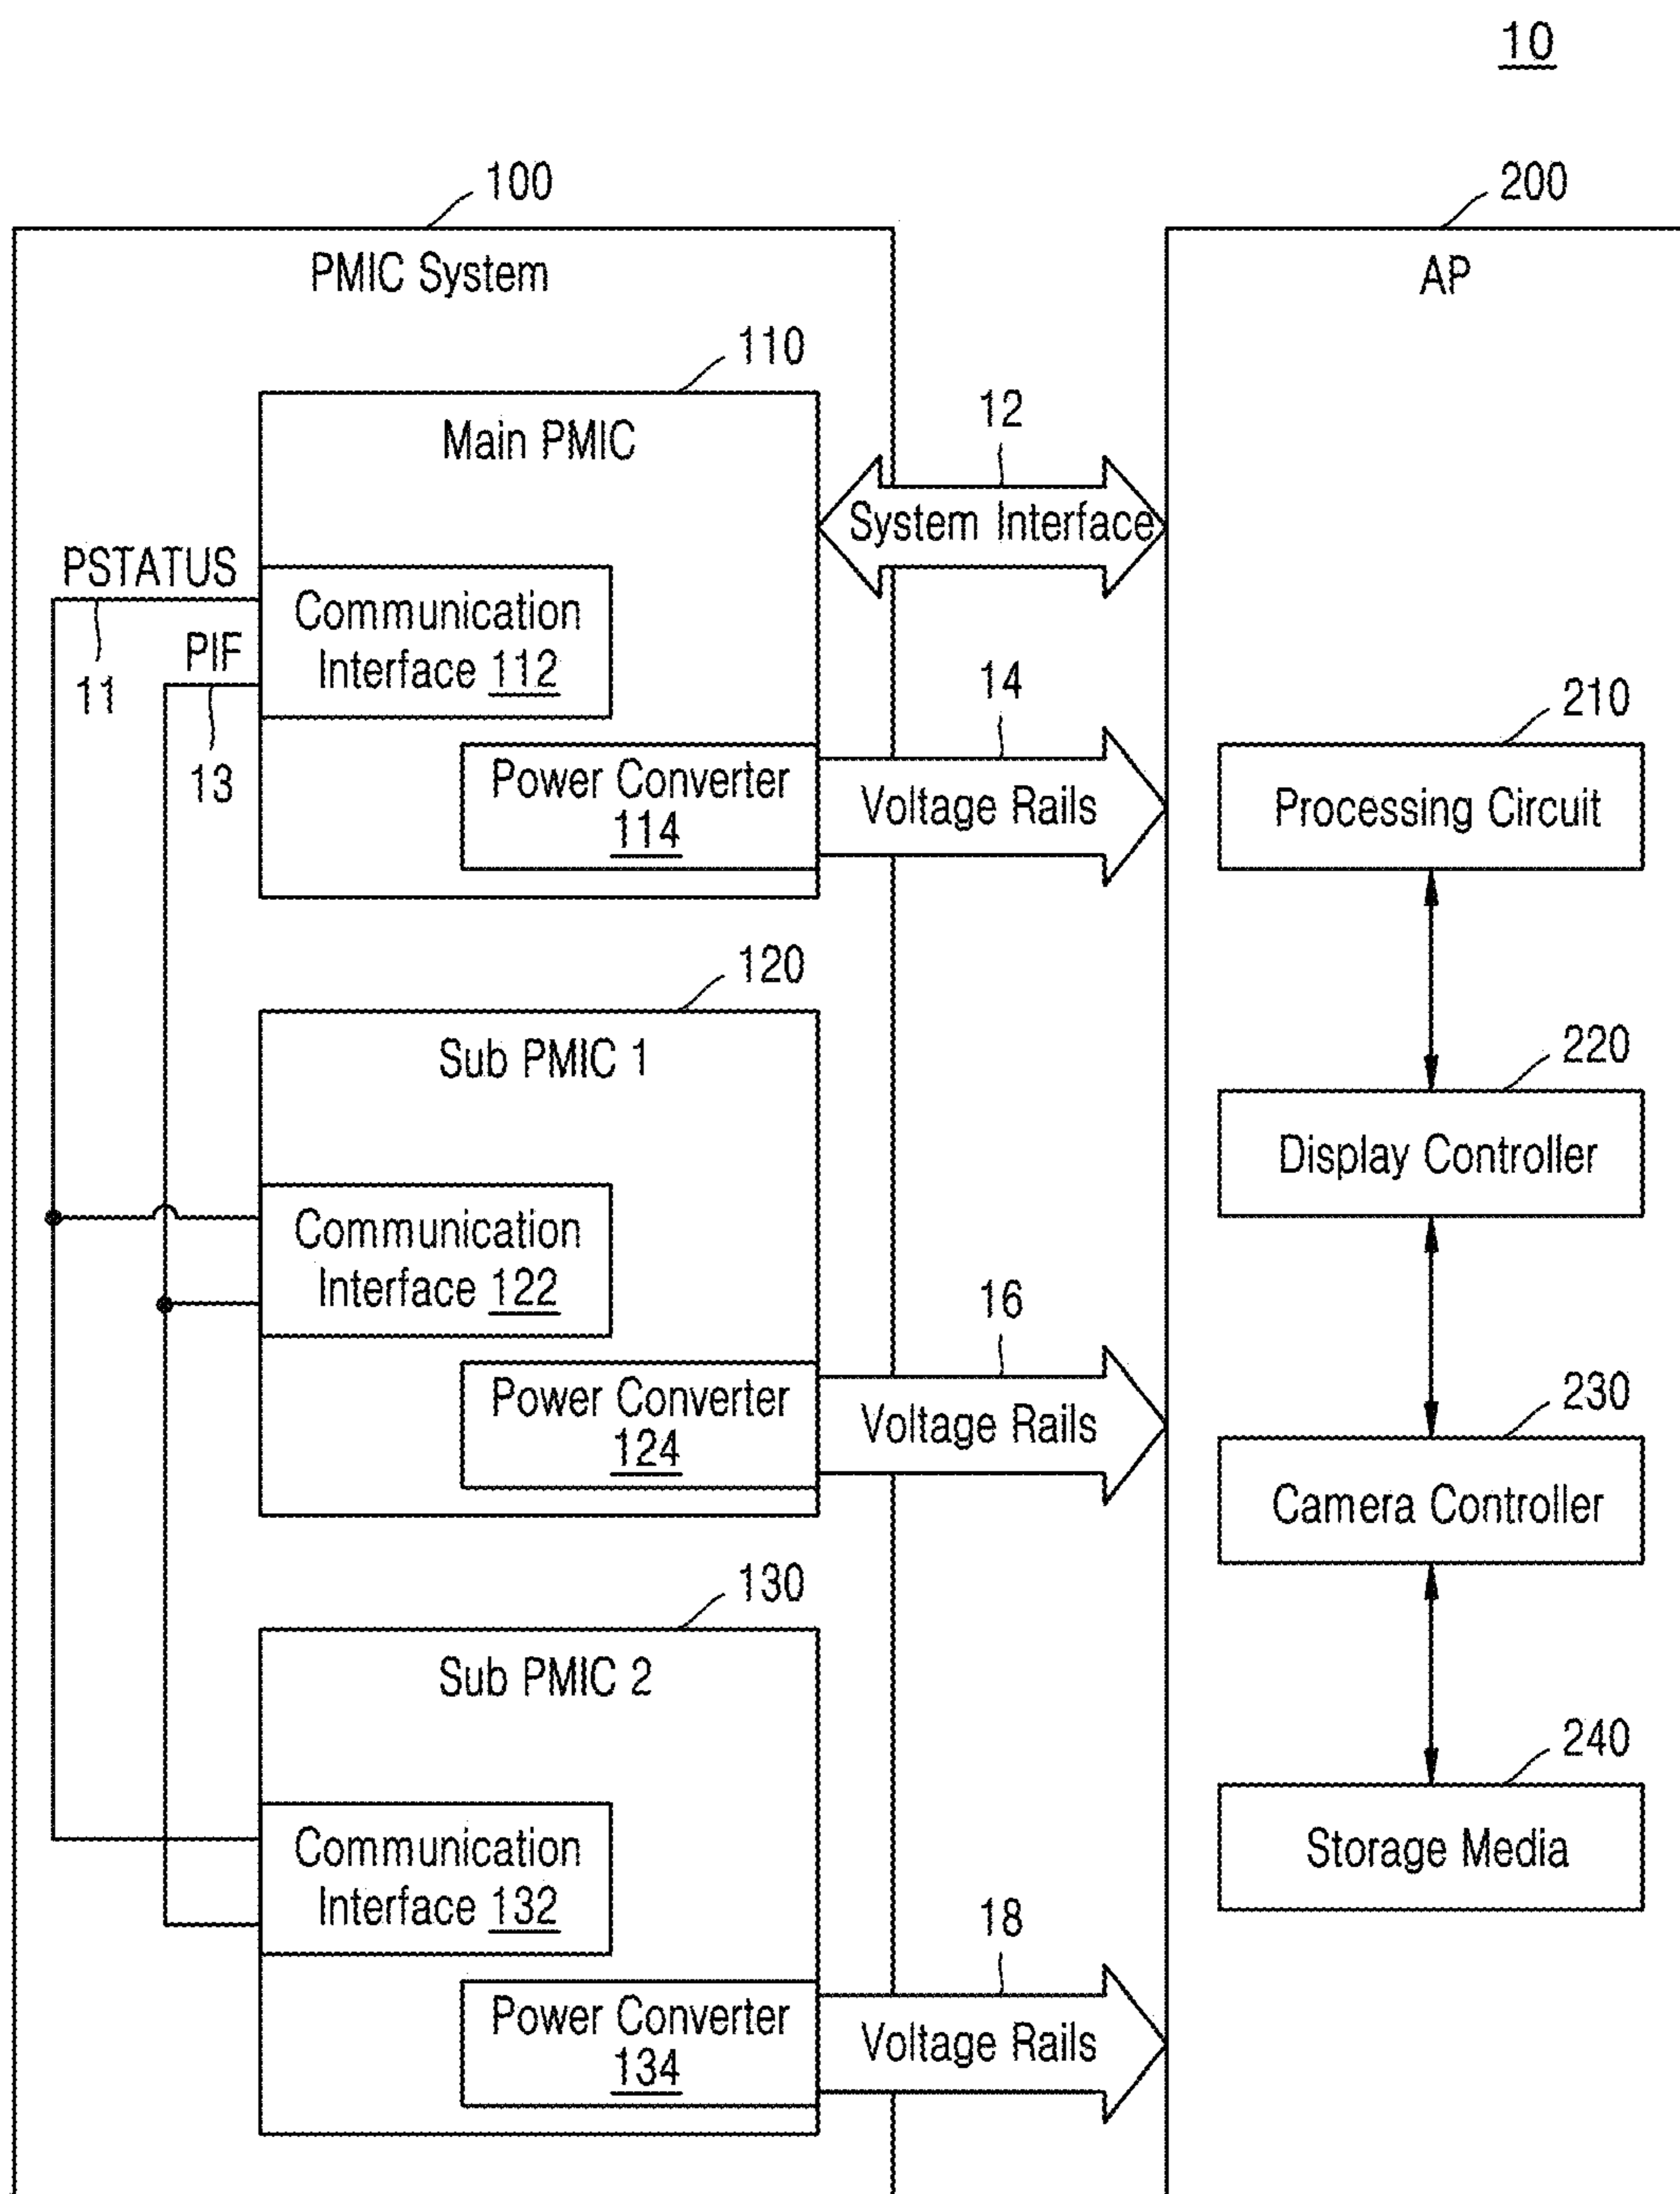 10
100
200
PMIC System
AP
110
Main PMIC
12
System Interface
PSTATUS
11
PIF
13
Communication
Interface 112
14
Power Converter
114
Voltage Rails
210
Processing Circuit
120
Sub PMIC 1
220
Display Controller
Communication
Interface 122
16
Power Converter
124
Voltage Rails
230
Camera Controller
130
Sub PMIC 2
240
Storage Media
Communication
Interface 132
18
Power Converter
134
Voltage Rails